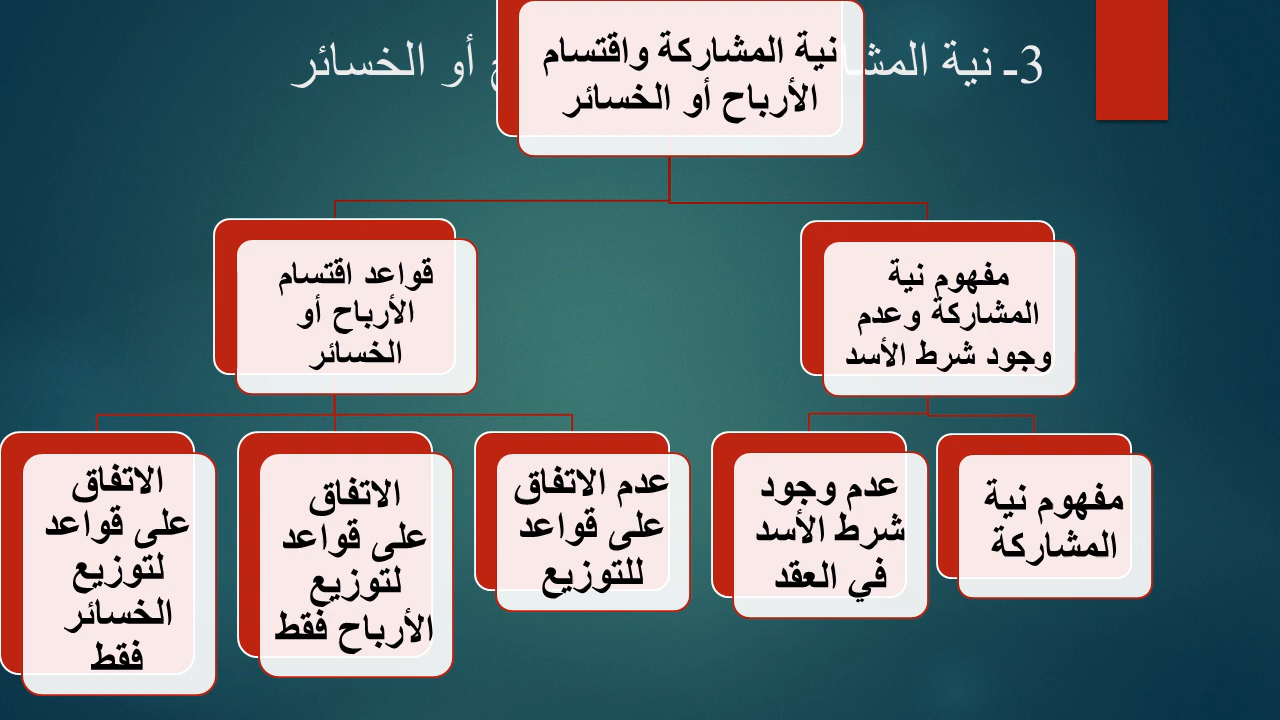 3- نية المشا أو الخسائر
نية المشاركة واقتسام
الأرباح أو الخسائر
مفهوم نية
المشاركة وعدم
وجود شرط الأسد
قواعد اقتسام
الأرباح أو
الخسائر
مفهوم نية
المشاركة
عدم وجود
شرط الأسد
في العقد
عدم الاتفاق
على قواعد
للتوزيع
الاتفاق
على قواعد
لتوزيع
الأرباح فقط
الاتفاق
على قواعد
لتوزيع
الخسائر
فقط